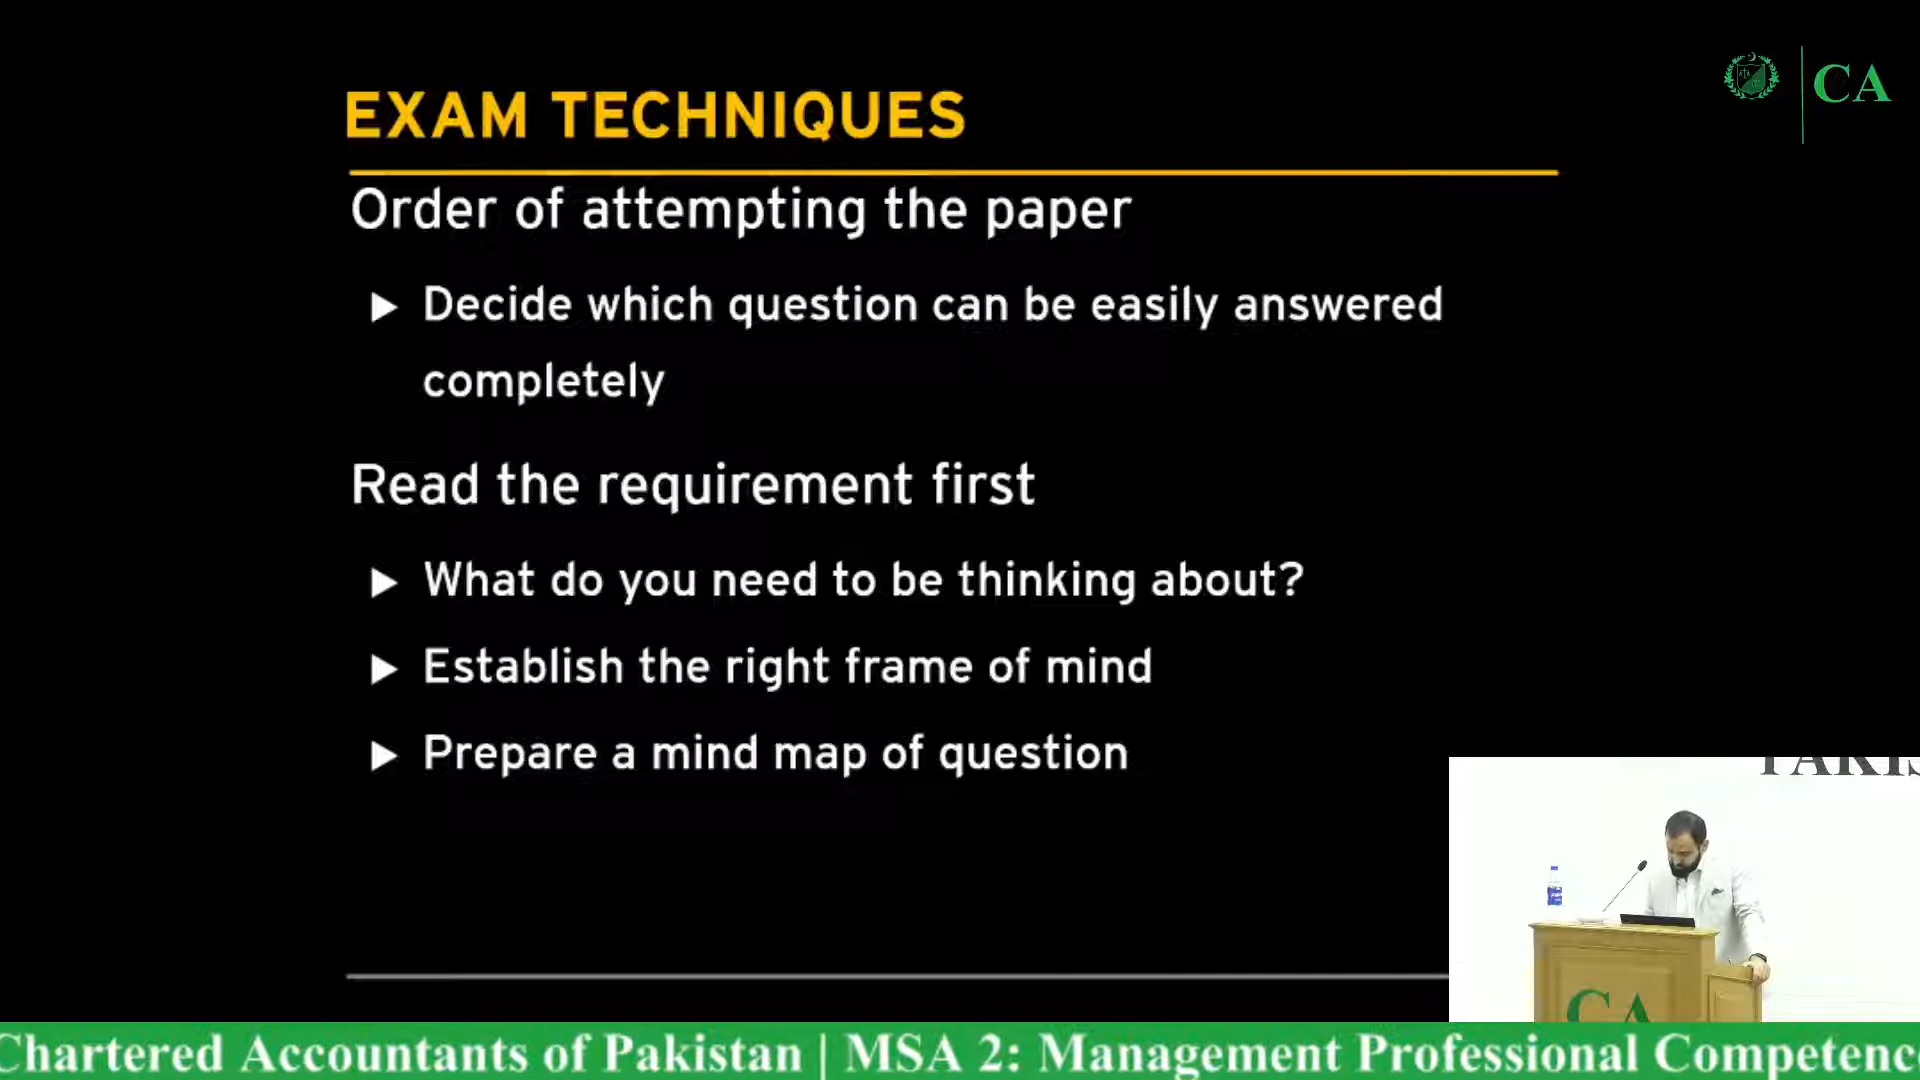 CA
EXAM TECHNIQUES
Order of attempting the paper
Decide which question can be easily answered
completely
Read the requirement first
What do you need to be thinking about?
Establish the right frame of mind
Prepare a mind map of question
PAKIS
CA
Chartered Accountants of Pakistan | MSA 2: Management Professional Competenc